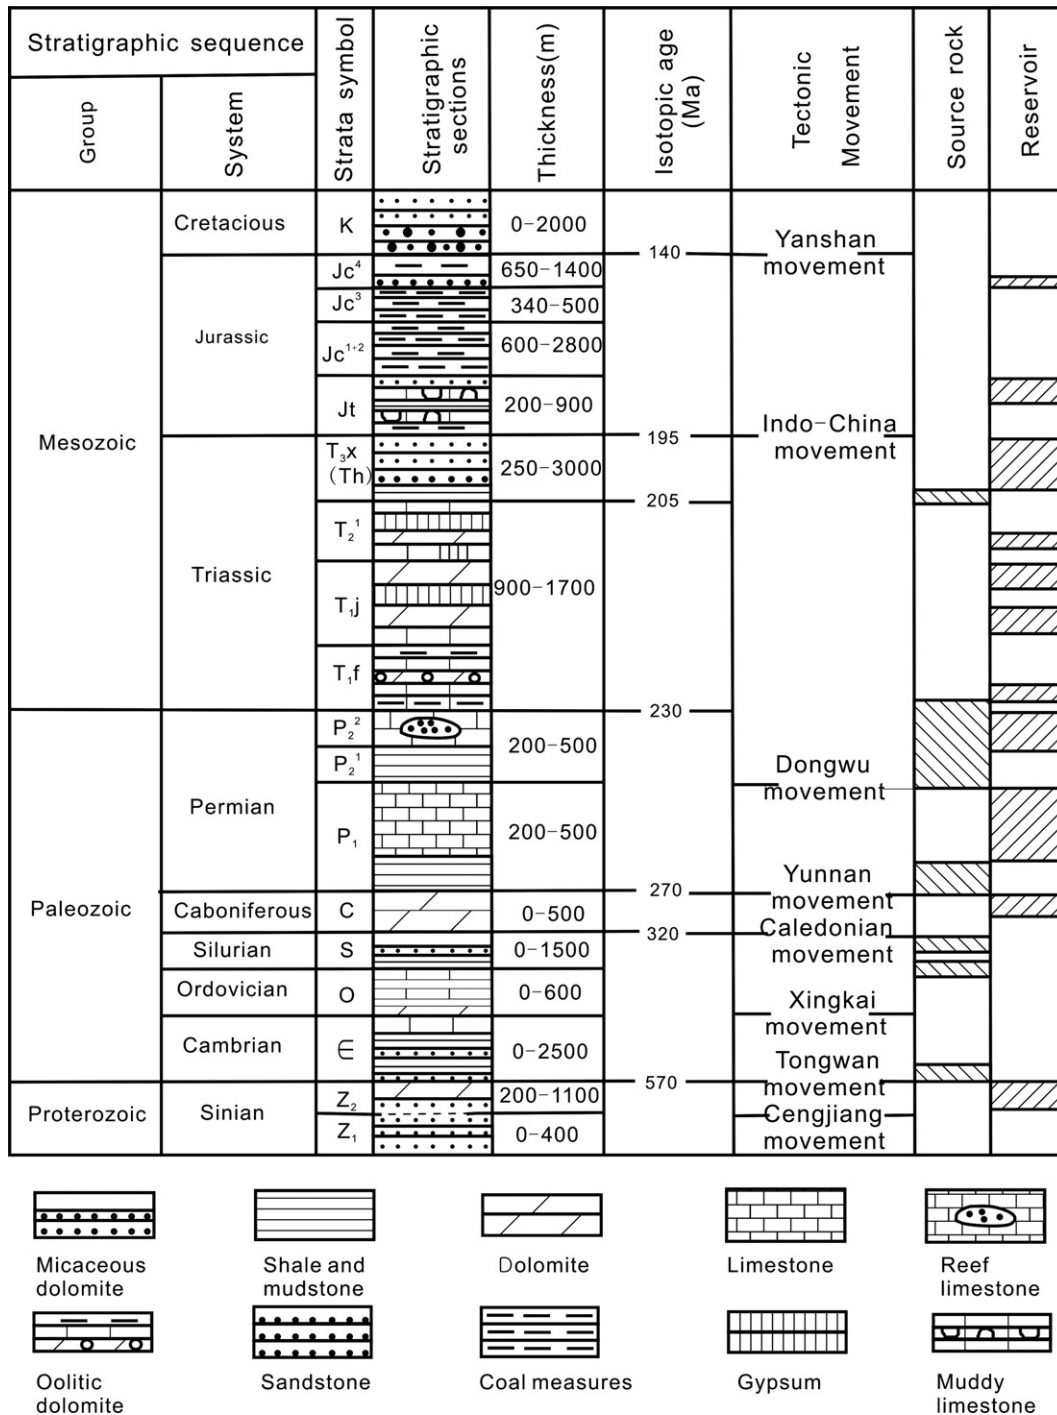 Stratigraphic sequence
Group
System
Strata symbol
Stratigraphic
sections
Thickness(m)
Isotopic age
(Ma)
Tectonic
Movement
Source rock
Reservoir
Mesozoic
Cretacious
K
0-2000
140
Yanshan
movement
Jurassic
Jc⁴
650-1400
Jc³
340-500
Jc¹⁺²
600-2800
Jt
200-900
195
Indo-China
movement
Triassic
T₃x
(Th)
250-3000
205
T₂¹
T₁j
T₁f
900-1700
230
Paleozoic
Permian
P₂²
P₂¹
200-500
Dongwu
movement
P₁
200-500
270
Yunnan
movement
Caboniferous
C
0-500
320
Caledonian
movement
Silurian
S
0-1500
Ordovician
O
0-600
Xingkai
movement
Cambrian
∈
0-2500
570
Tongwan
movement
Proterozoic
Sinian
Z₂
200-1100
Cengjiang
movement
Z₁
0-400
Micaceous
dolomite
Shale and
mudstone
Dolomite
Limestone
Reef
limestone
Oolitic
dolomite
Sandstone
Coal measures
Gypsum
Muddy
limestone